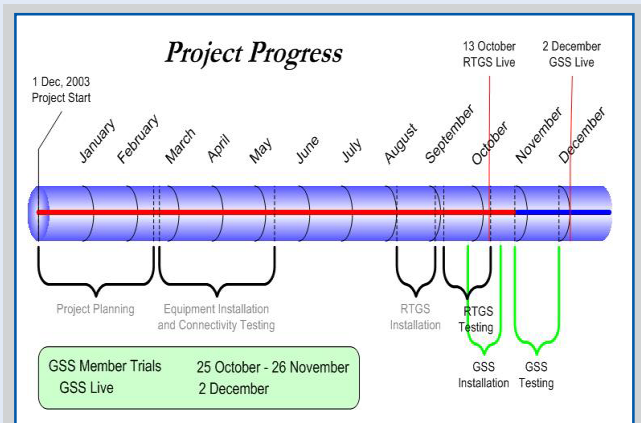 Project Progress
13 October
RTGS Live
2 December
GSS Live
1 Dec, 2003
Project Start
January
February
March
April
May
June
July
August
September
October
November
December
Project Planning
Equipment Installation
and Connectivity Testing
RTGS
Installation
RTGS
Testing
GSS
Installation
GSS
Testing
GSS Member Trials 25 October - 26 November
GSS Live 2 December